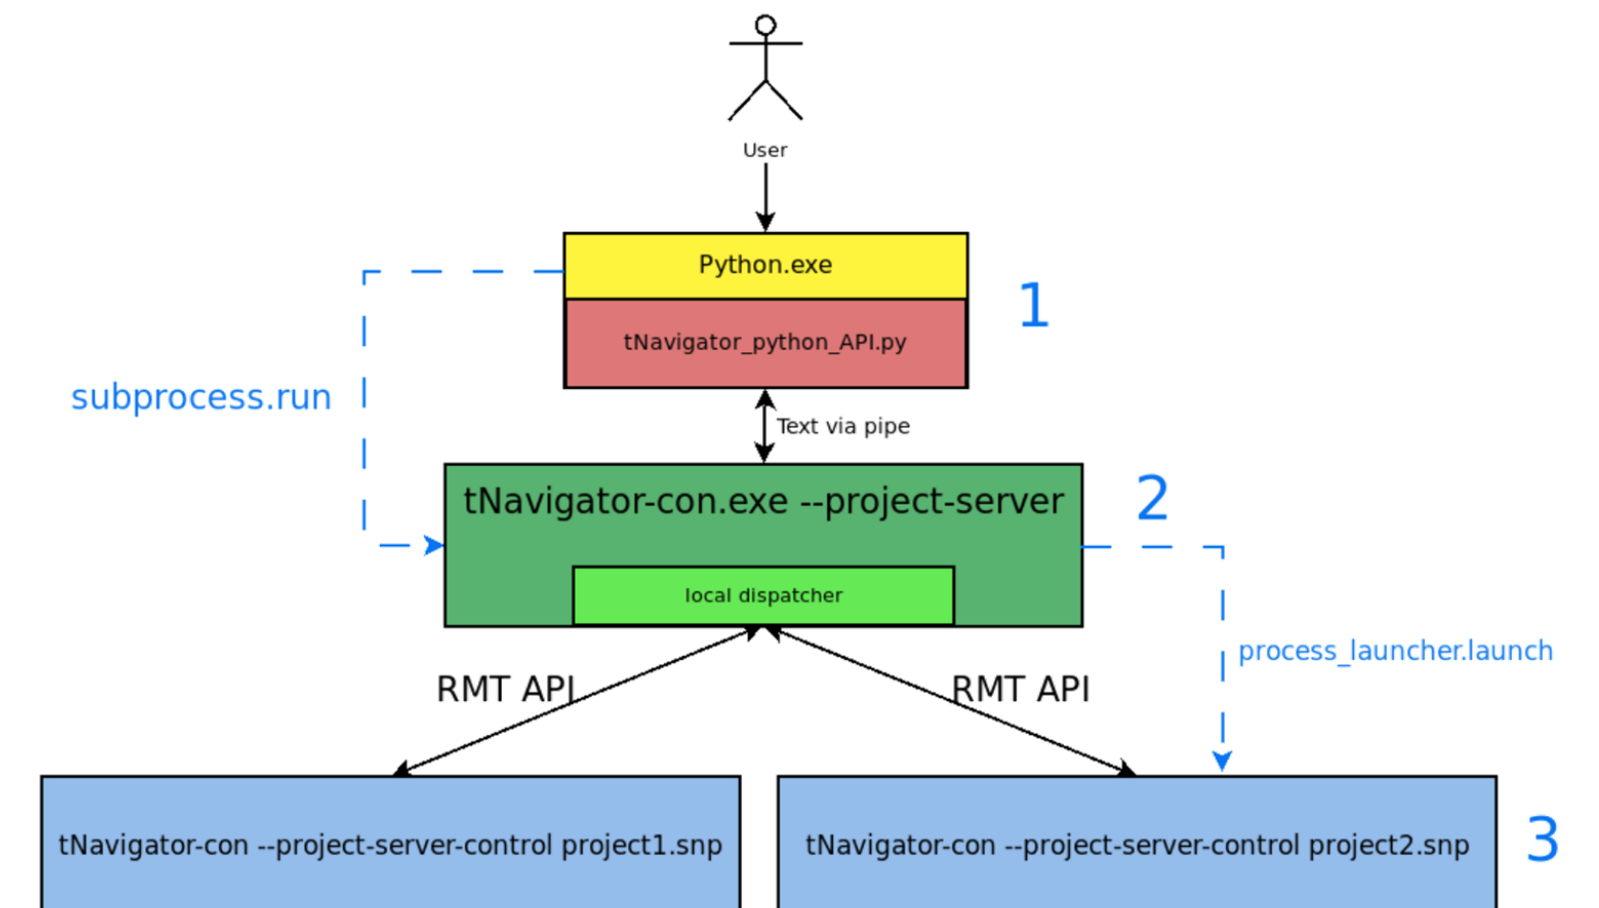 User
Python.exe
1
tNavigator_python_API.py
subprocess.run
Text via pipe
tNavigator-con.exe --project-server
2
local dispatcher
process_launcher.launch
RMT API
RMT API
tNavigator-con --project-server-control project1.snp
tNavigator-con --project-server-control project2.snp
3